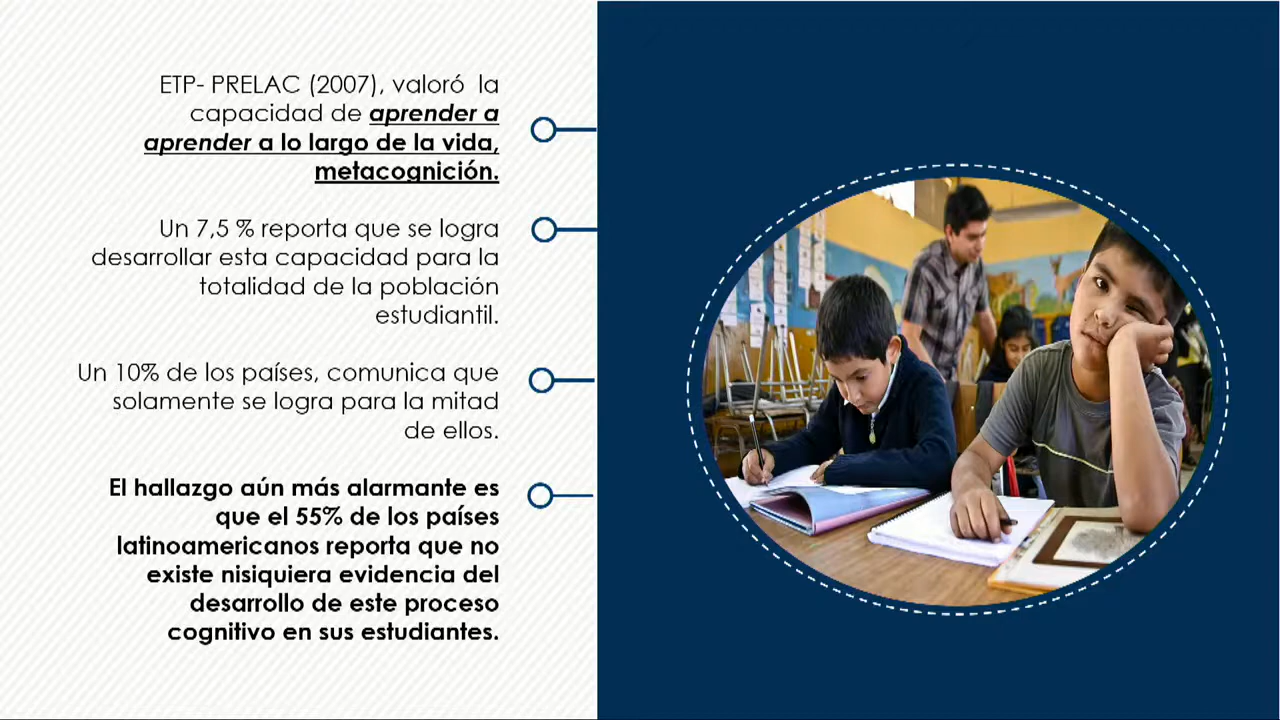 ETP- PRELAC (2007), valoró la
capacidad de aprender a
aprender a lo largo de la vida,
metacognición.
Un 7,5 % reporta que se logra
desarrollar esta capacidad para la
totalidad de la población
estudiantil.
Un 10% de los países, comunica que
solamente se logra para la mitad
de ellos.
El hallazgo aún más alarmante es
que el 55% de los países
latinoamericanos reporta que no
existe nisiquiera evidencia del
desarrollo de este proceso
cognitivo en sus estudiantes.